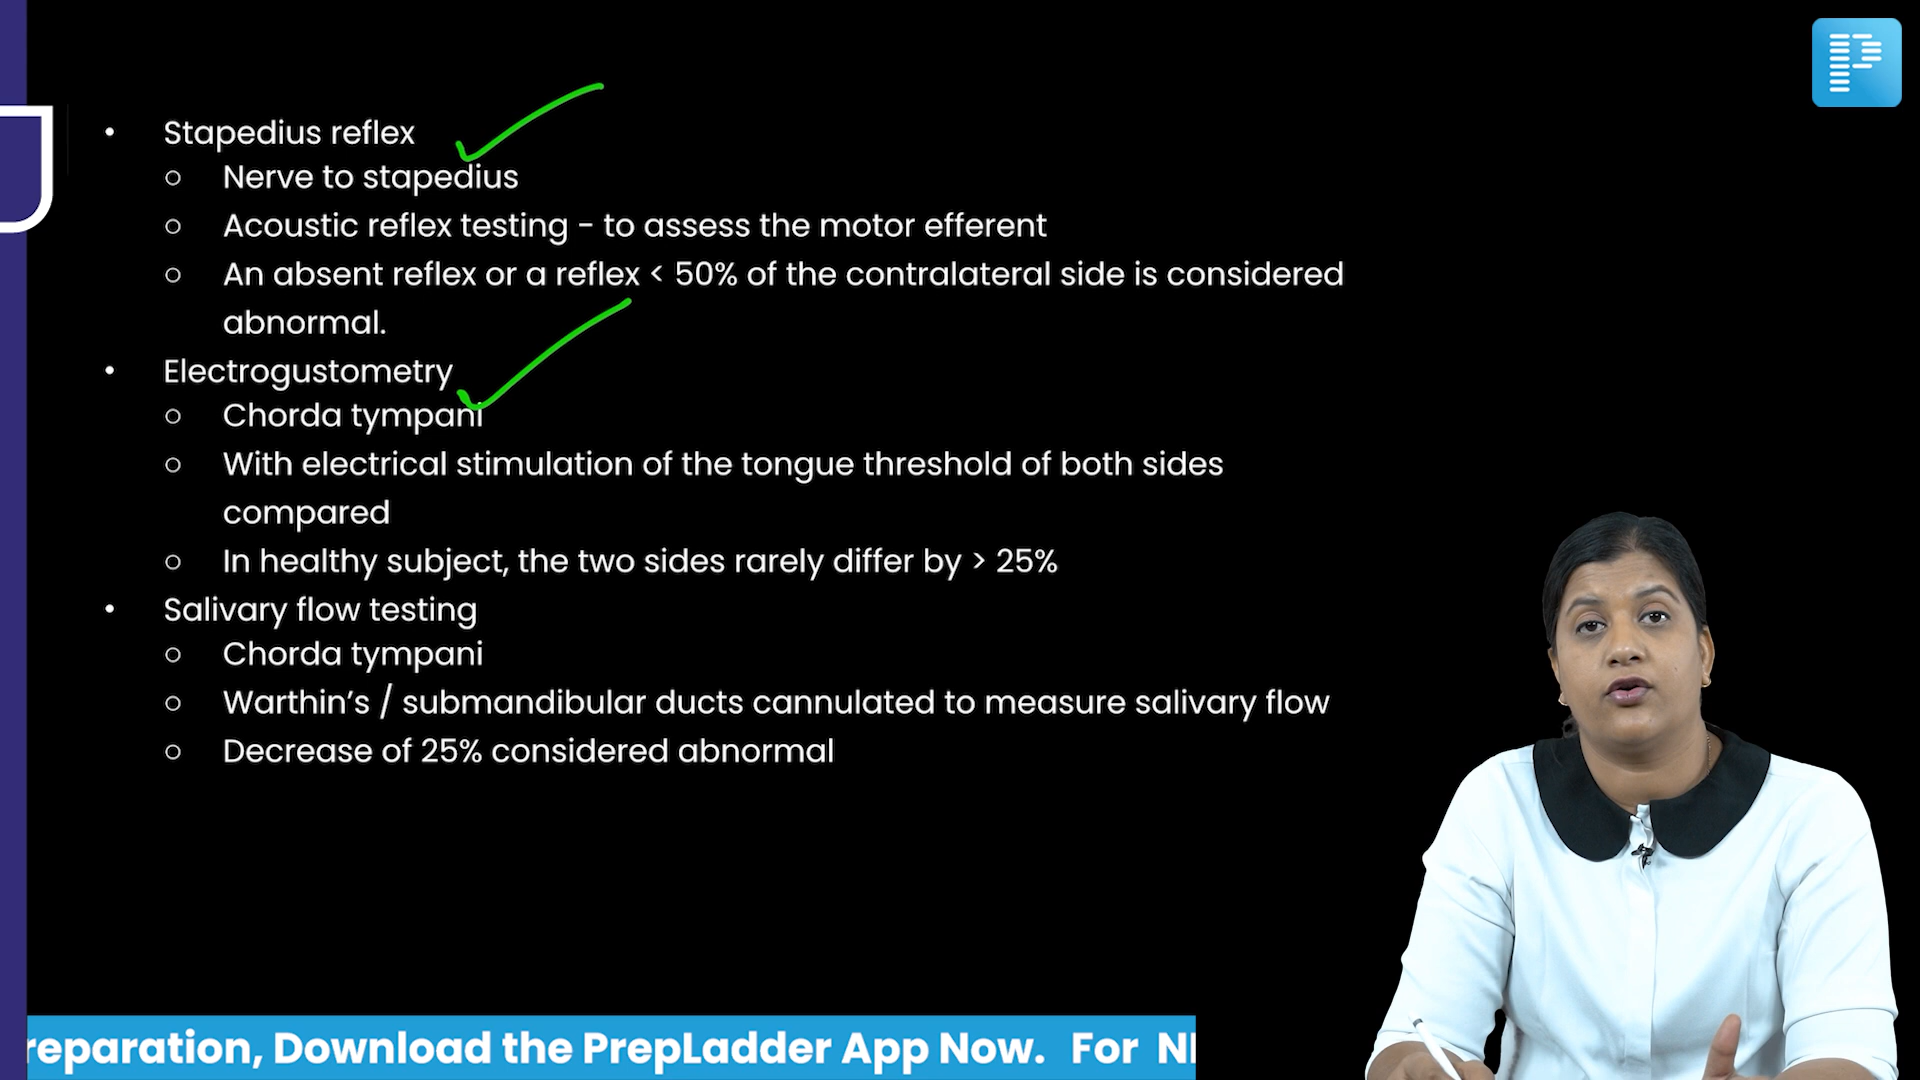 • Stapedius reflex
○ Nerve to stapedius
○ Acoustic reflex testing - to assess the motor efferent
○ An absent reflex or a reflex < 50% of the contralateral side is considered
abnormal.
• Electrogustometry
○ Chorda tympani
○ With electrical stimulation of the tongue threshold of both sides
compared
○ In healthy subject, the two sides rarely differ by > 25%
• Salivary flow testing
○ Chorda tympani
○ Warthin’s / submandibular ducts cannulated to measure salivary flow
○ Decrease of 25% considered abnormal
reparation, Download the PrepLadder App Now. For